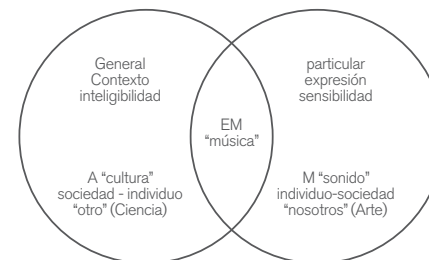 General
Contexto
inteligibilidad
particular
expresión
sensibilidad
EM
“música”
A “cultura”
sociedad - individuo
“otro” (Ciencia)
M “sonido”
individuo-sociedad
“nosotros” (Arte)